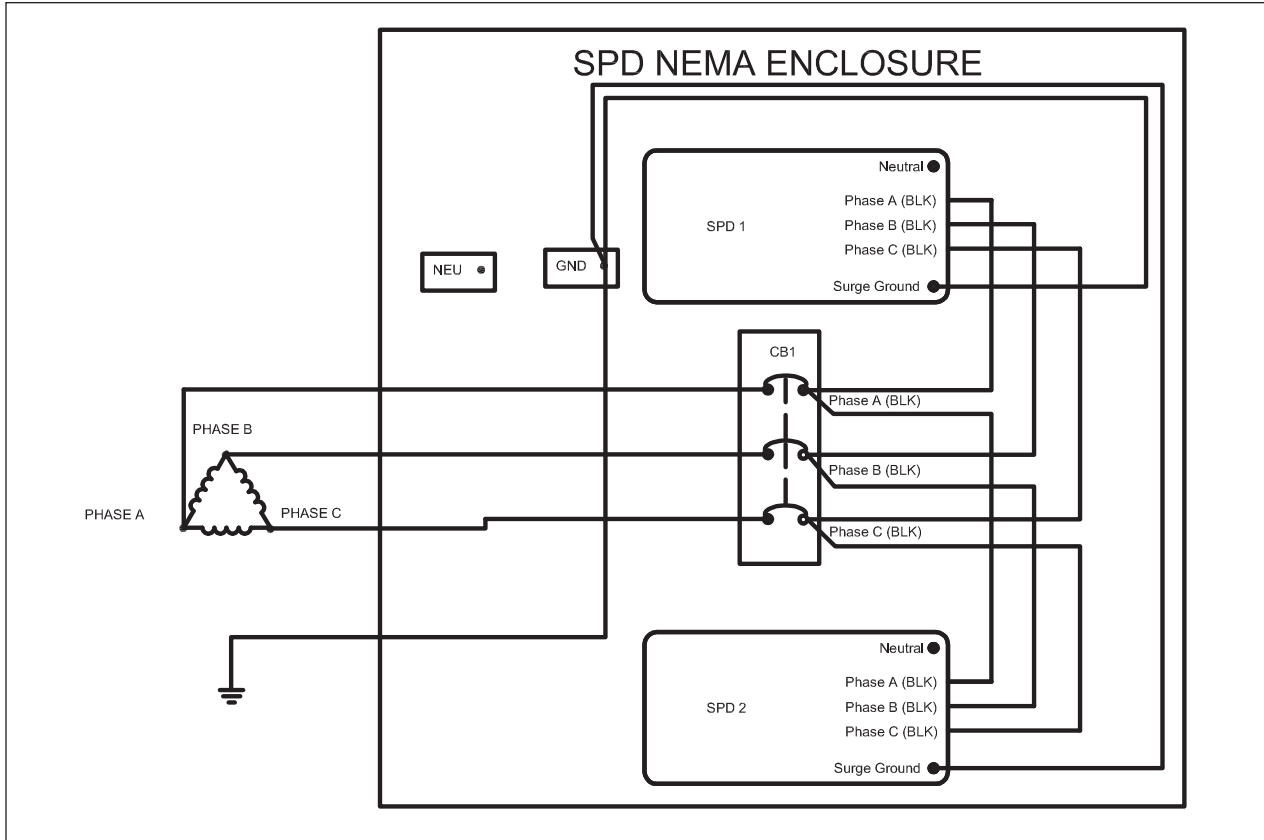 SPD NEMA ENCLOSURE
Neutral
Phase A (BLK)
Phase B (BLK)
Phase C (BLK)
Surge Ground
SPD 1
NEU
GND
CB1
Phase A (BLK)
Phase B (BLK)
Phase C (BLK)
PHASE B
PHASE A
PHASE C
Neutral
Phase A (BLK)
Phase B (BLK)
Phase C (BLK)
Surge Ground
SPD 2